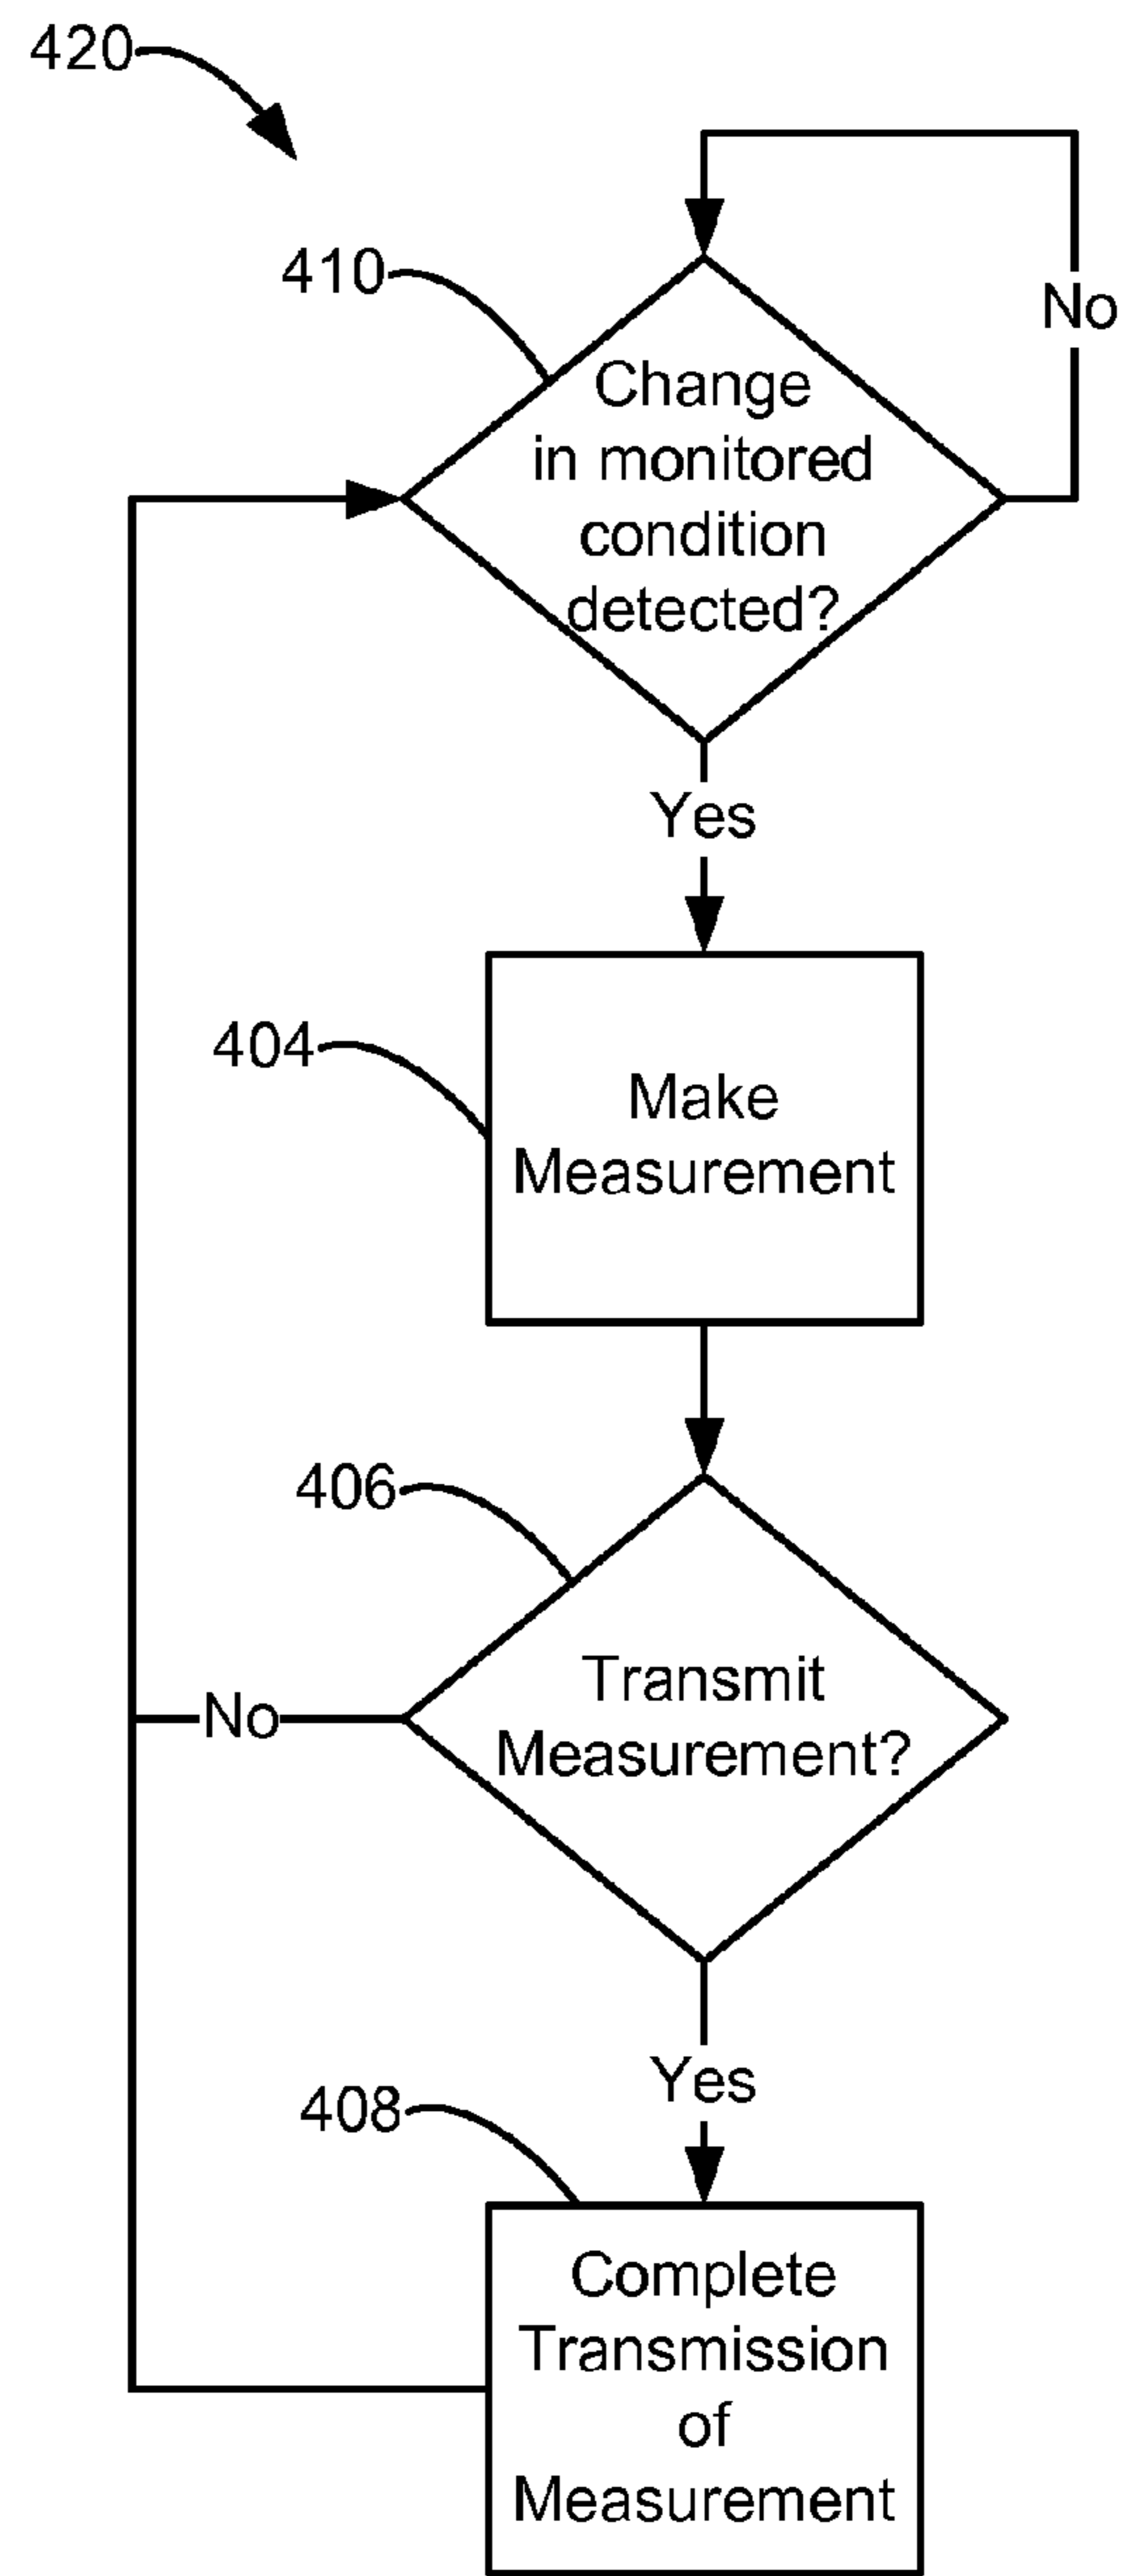 420
410
Change
in monitored
condition
detected?
No
Yes
404
Make
Measurement
406
Transmit
Measurement?
No
Yes
408
Complete
Transmission
of
Measurement